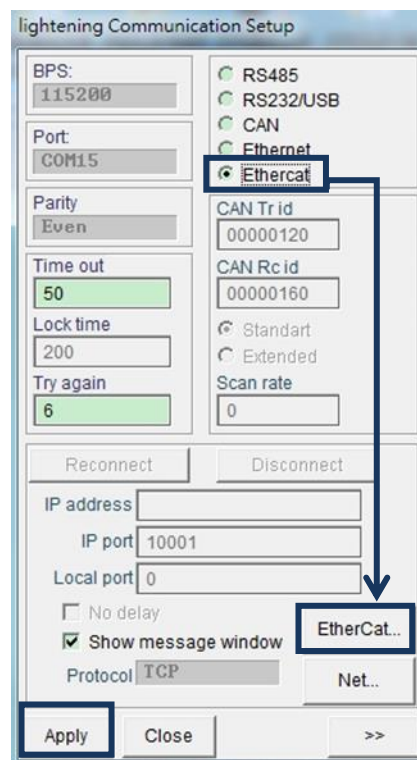 lightening Communication Setup
BPS:
115200
Port:
COM15
Parity
Even
Time out
50
Lock time
200
Try again
6
RS485
RS232/USB
CAN
Ethernet
Ethercat
CAN Tr id
00000120
CAN Rc id
00000160
Standart
Extended
Scan rate
0
Reconnect
Disconnect
IP address
IP port 10001
Local port 0
No delay
Show message window
EtherCat...
Protocol TCP
Net...
Apply
Close
>>